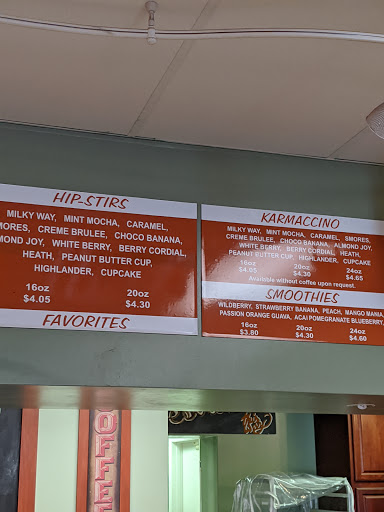 HIP-STIRS
MILKY WAY, MINT MOCHA, CARAMEL,
MORES, CREME BRULEE, CHOCO BANANA,
MOND JOY, WHITE BERRY, BERRY CORDIAL,
HEATH, PEANUT BUTTER CUP,
HIGHLANDER, CUPCAKE
16oz 20oz
$4.05 $4.30
FAVORITES
KARMACCINO
MILKY WAY, MINT MOCHA, CARAMEL, SMORES,
CREME BRULEE, CHOCO BANANA, ALMOND JOY,
WHITE BERRY, BERRY CORDIAL, HEATH,
PEANUT BUTTER CUP, HIGHLANDER, CUPCAKE
16oz 20oz 24oz
$4.05 $4.30 $4.65
Available without coffee upon request.
SMOOTHIES
WILDBERRY, STRAWBERRY BANANA, PEACH, MANGO MANIA,
PASSION ORANGE GUAVA, ACAI POMEGRANATE BLUEBERRY,
16oz 20oz 24oz
$3.80 $4.30 $4.60
OFFEE